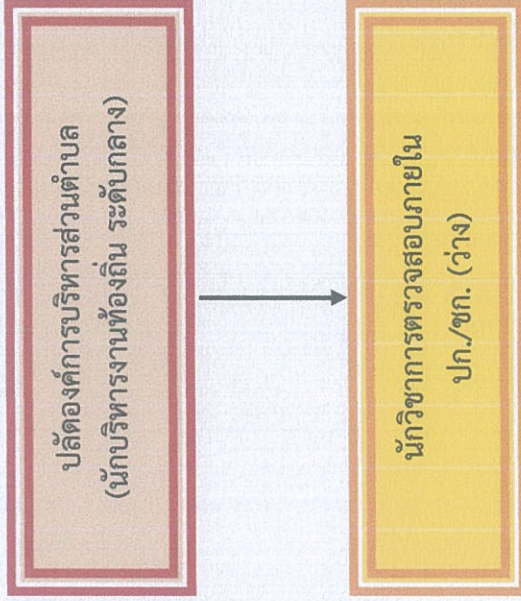 ปลัดองค์การบริหารส่วนตำบล
(นักบริหารงานท้องถิ่น ระดับกลาง)
นักวิชาการตรวจสอบภายใน
ปก./ชก. (ว่าง)